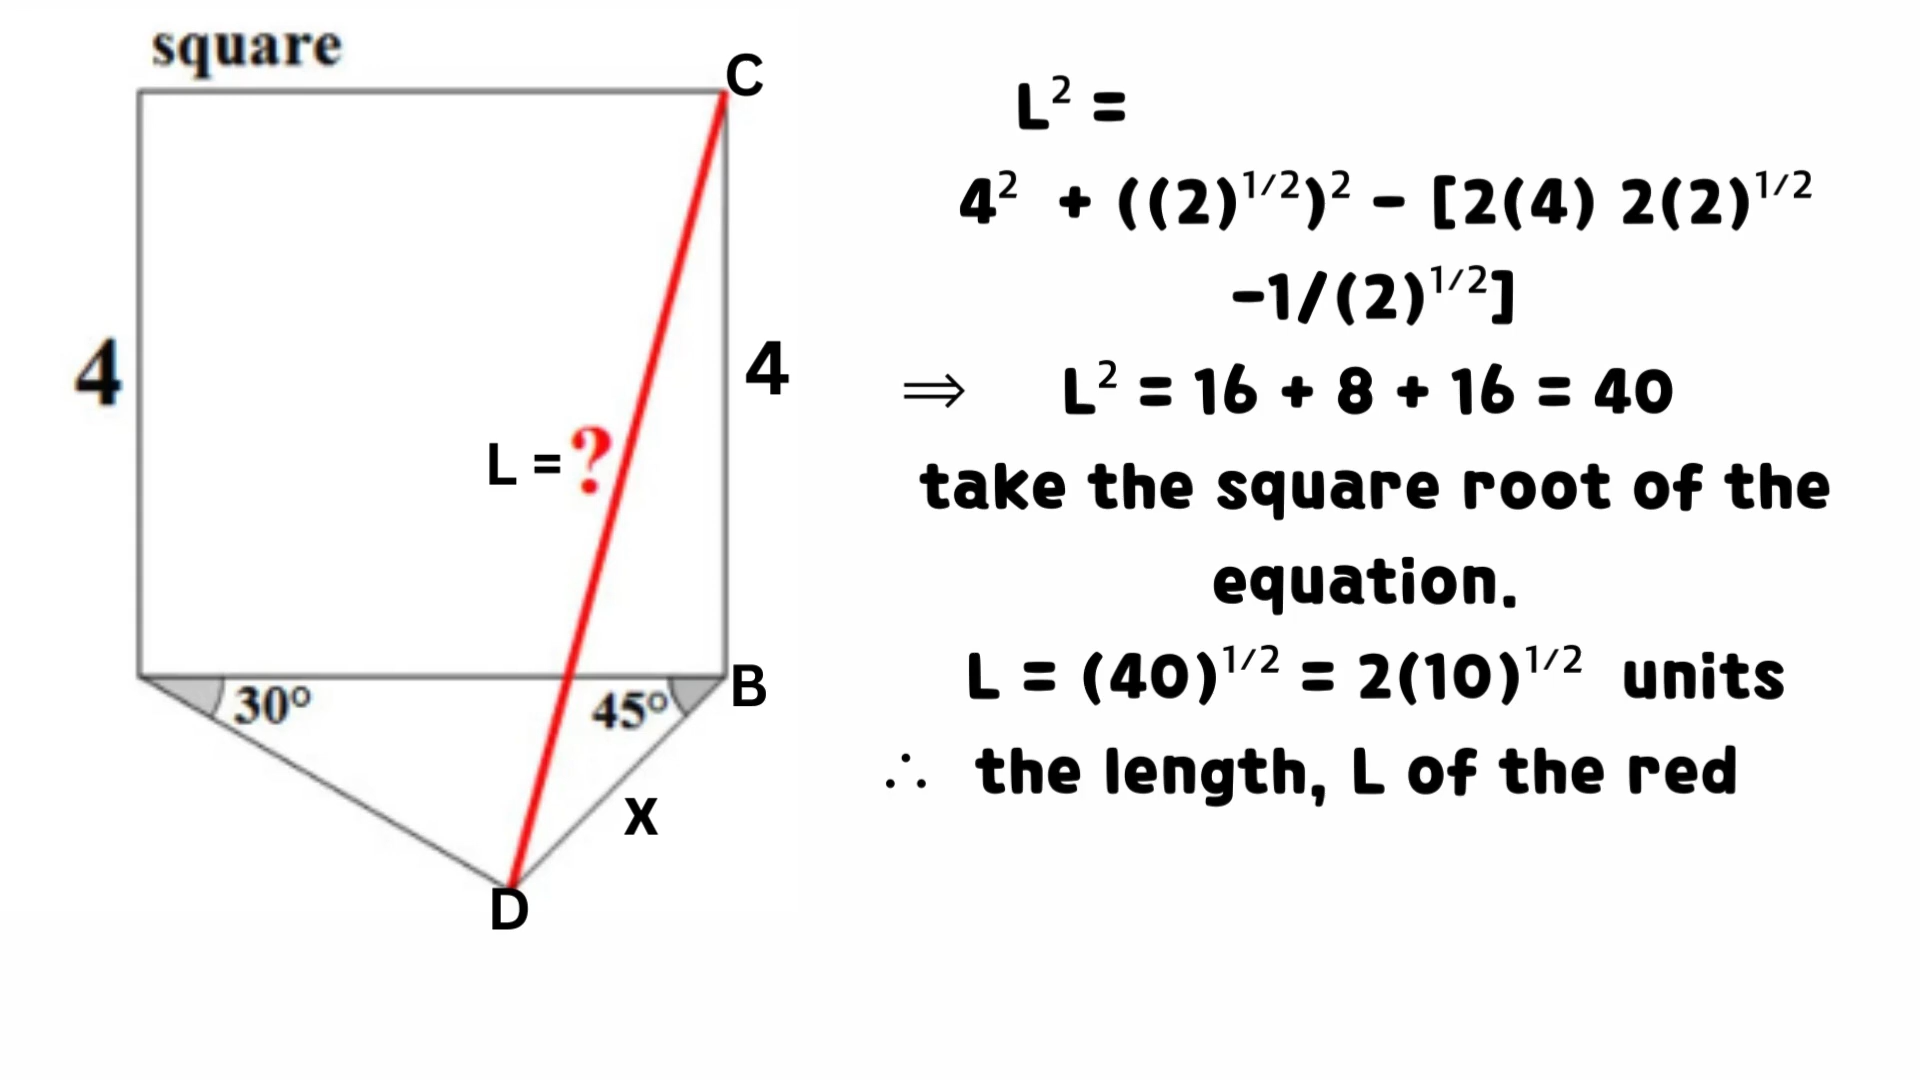 square
C
4
4
L = ?
30°
45°
B
x
D
L² =
4² + ((2)^1/2)² - [2(4) 2(2)^1/2
-1/(2)^1/2]
⇒ L² = 16 + 8 + 16 = 40
take the square root of the
equation.
L = (40)^1/2 = 2(10)^1/2 units
∴ the length, L of the red